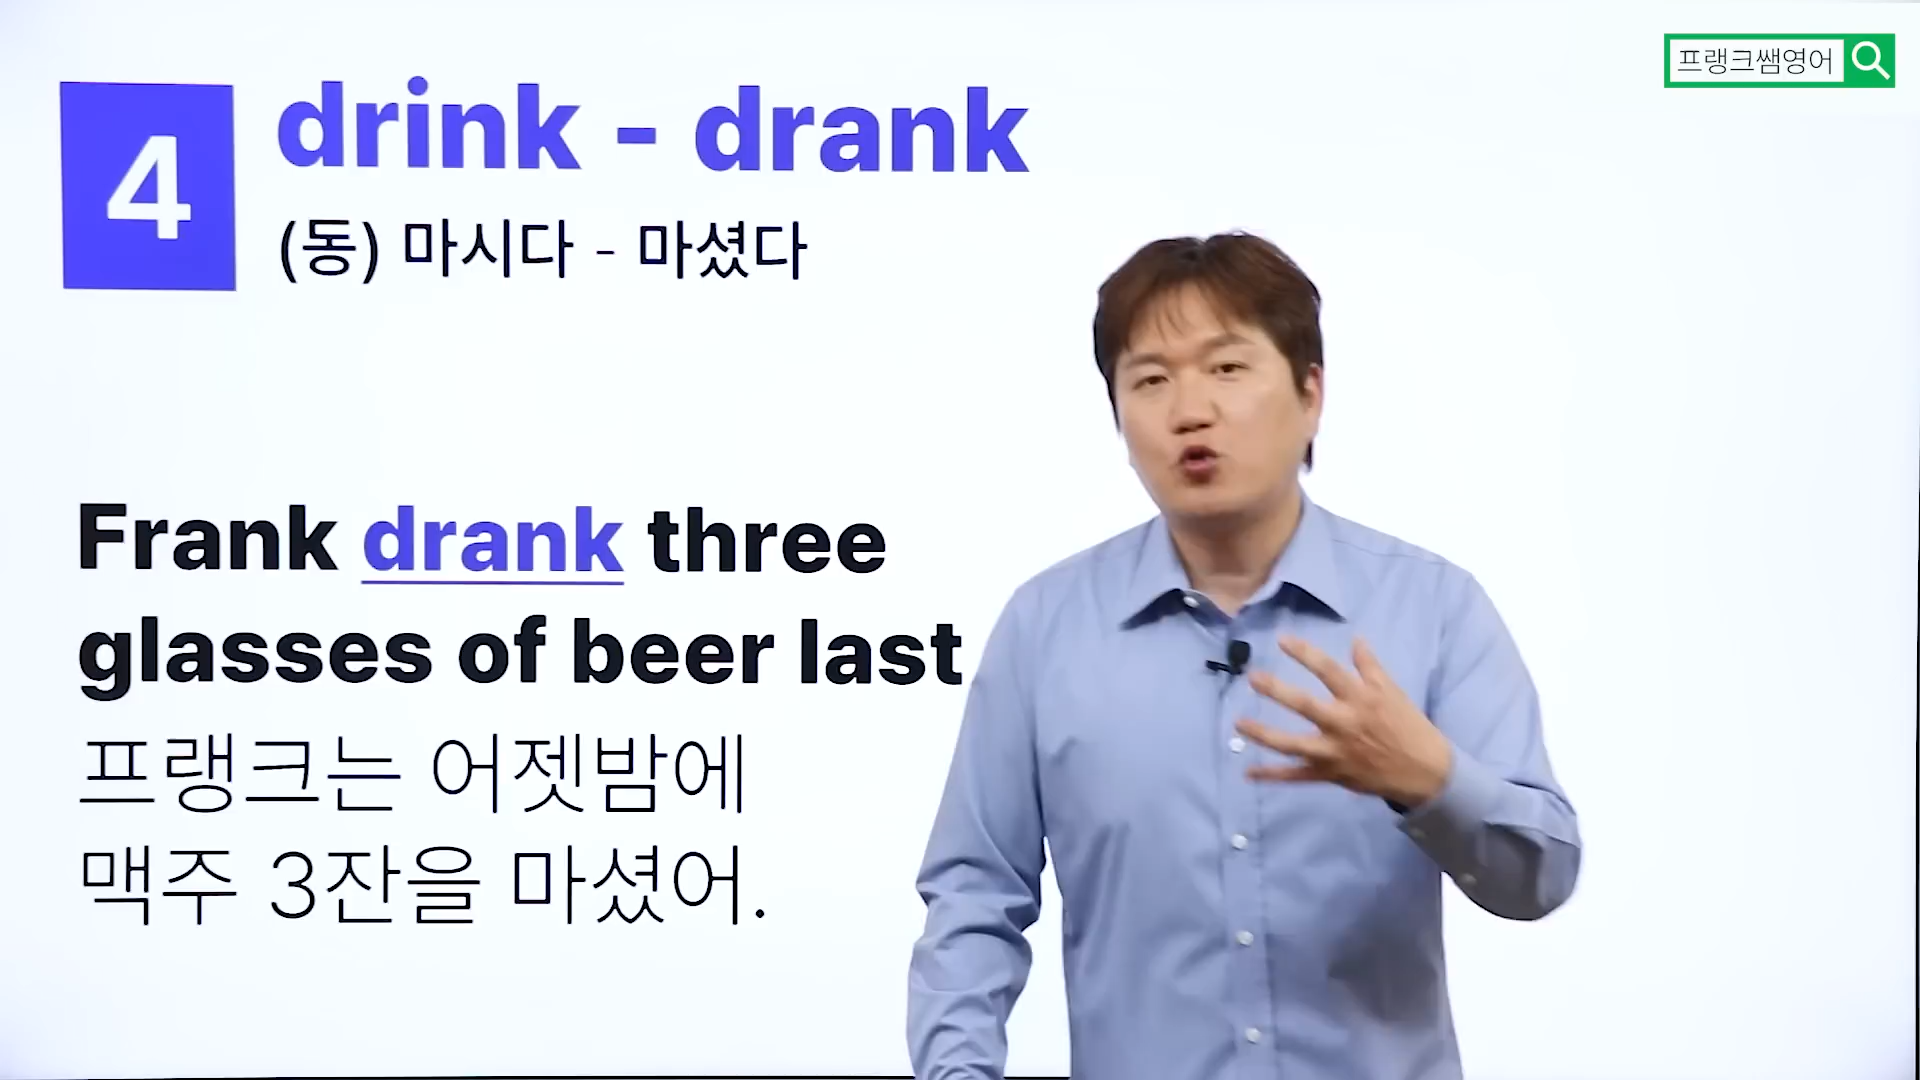 프랭크쌤영어
4
drink - drank
(동) 마시다 - 마셨다
Frank drank three
glasses of beer last
프랭크는 어젯밤에
맥주 3잔을 마셨어.